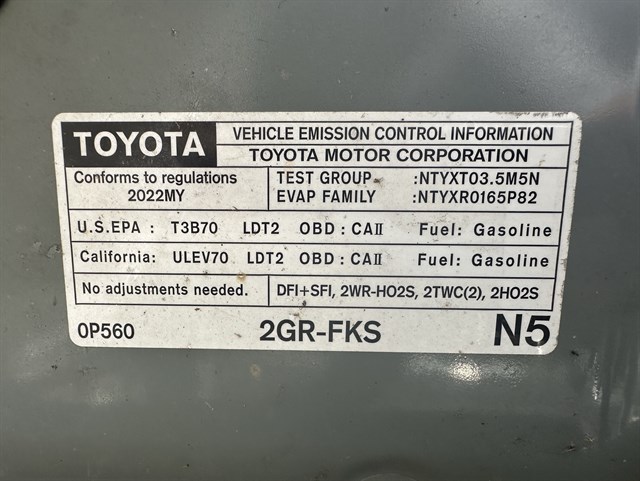 TOYOTA
VEHICLE EMISSION CONTROL INFORMATION
TOYOTA MOTOR CORPORATION
Conforms to regulations
2022MY
TEST GROUP :NTYXT03.5M5N
EVAP FAMILY :NTYXR0165P82
U.S.EPA : T3B70 LDT2 OBD : CAⅡ Fuel: Gasoline
California: ULEV70 LDT2 OBD : CAⅡ Fuel: Gasoline
No adjustments needed.
DFI+SFI, 2WR-HO2S, 2TWC(2), 2HO2S
0P560
2GR-FKS
N5